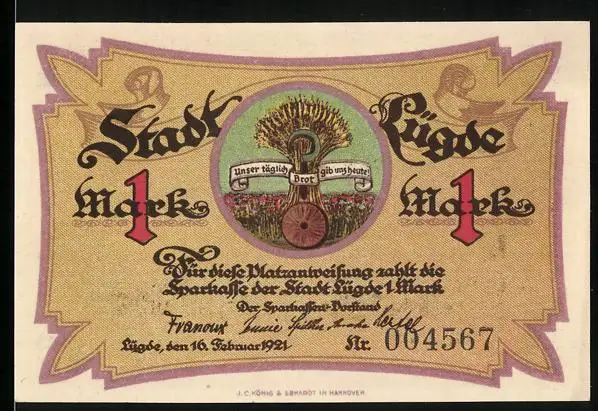 Stadt Lügde
Unser täglich Brot gib uns heute!
Mark 1 Mark 1
Für diese Platzanweisung zahlt die
Sparkasse der Stadt Lügde 1 Mark
Der Sparkassen-Vorstand
Lügde, den 16. Februar 1921 Nr. 004567
J.C.KÖNIG & EBHARDT IN HANNOVER